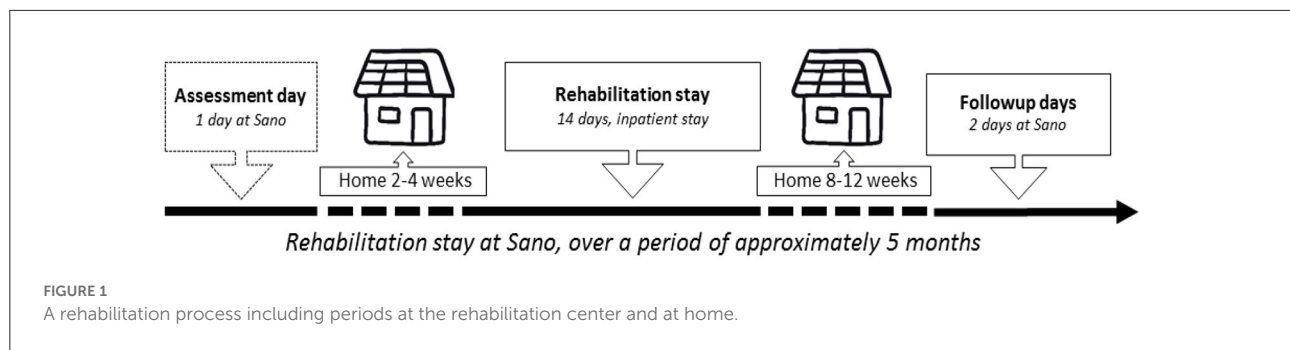 Assessment day
1 day at Sano
Home 2-4 weeks
Rehabilitation stay
14 days, inpatient stay
Home 8-12 weeks
Followup days
2 days at Sano
Rehabilitation stay at Sano, over a period of approximately 5 months
FIGURE 1
A rehabilitation process including periods at the rehabilitation center and at home.